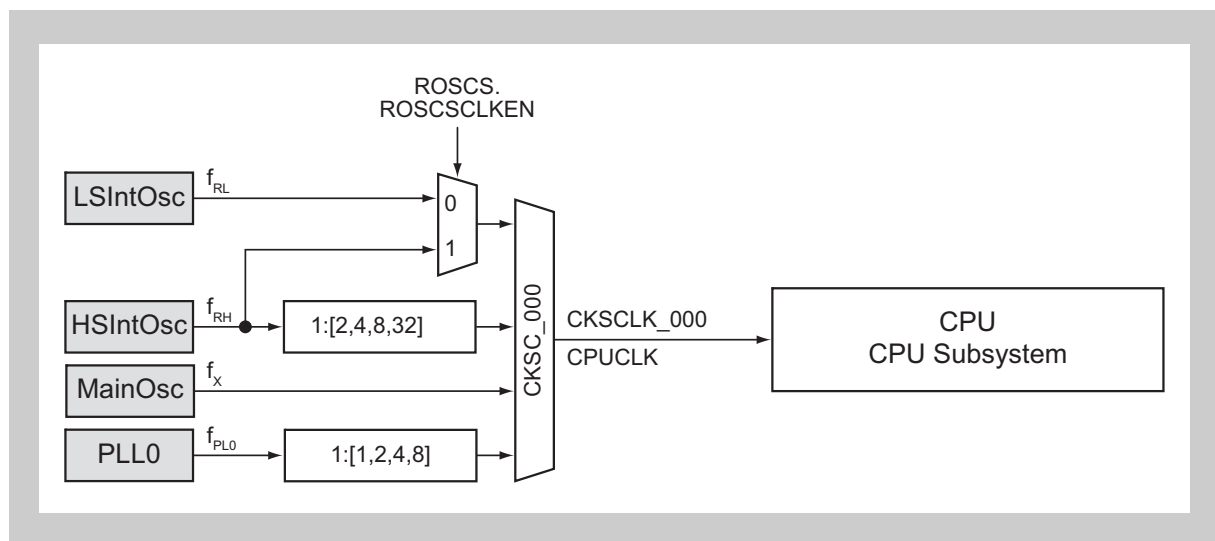 ROSCS.
ROSCSCLKEN
LSIntOsc
fRL
0
1
HSIntOsc
fRH
1:[2,4,8,32]
MainOsc
fX
PLL0
fPL0
1:[1,2,4,8]
CKSC_000
CKSCLK_000
CPUCLK
CPU
CPU Subsystem